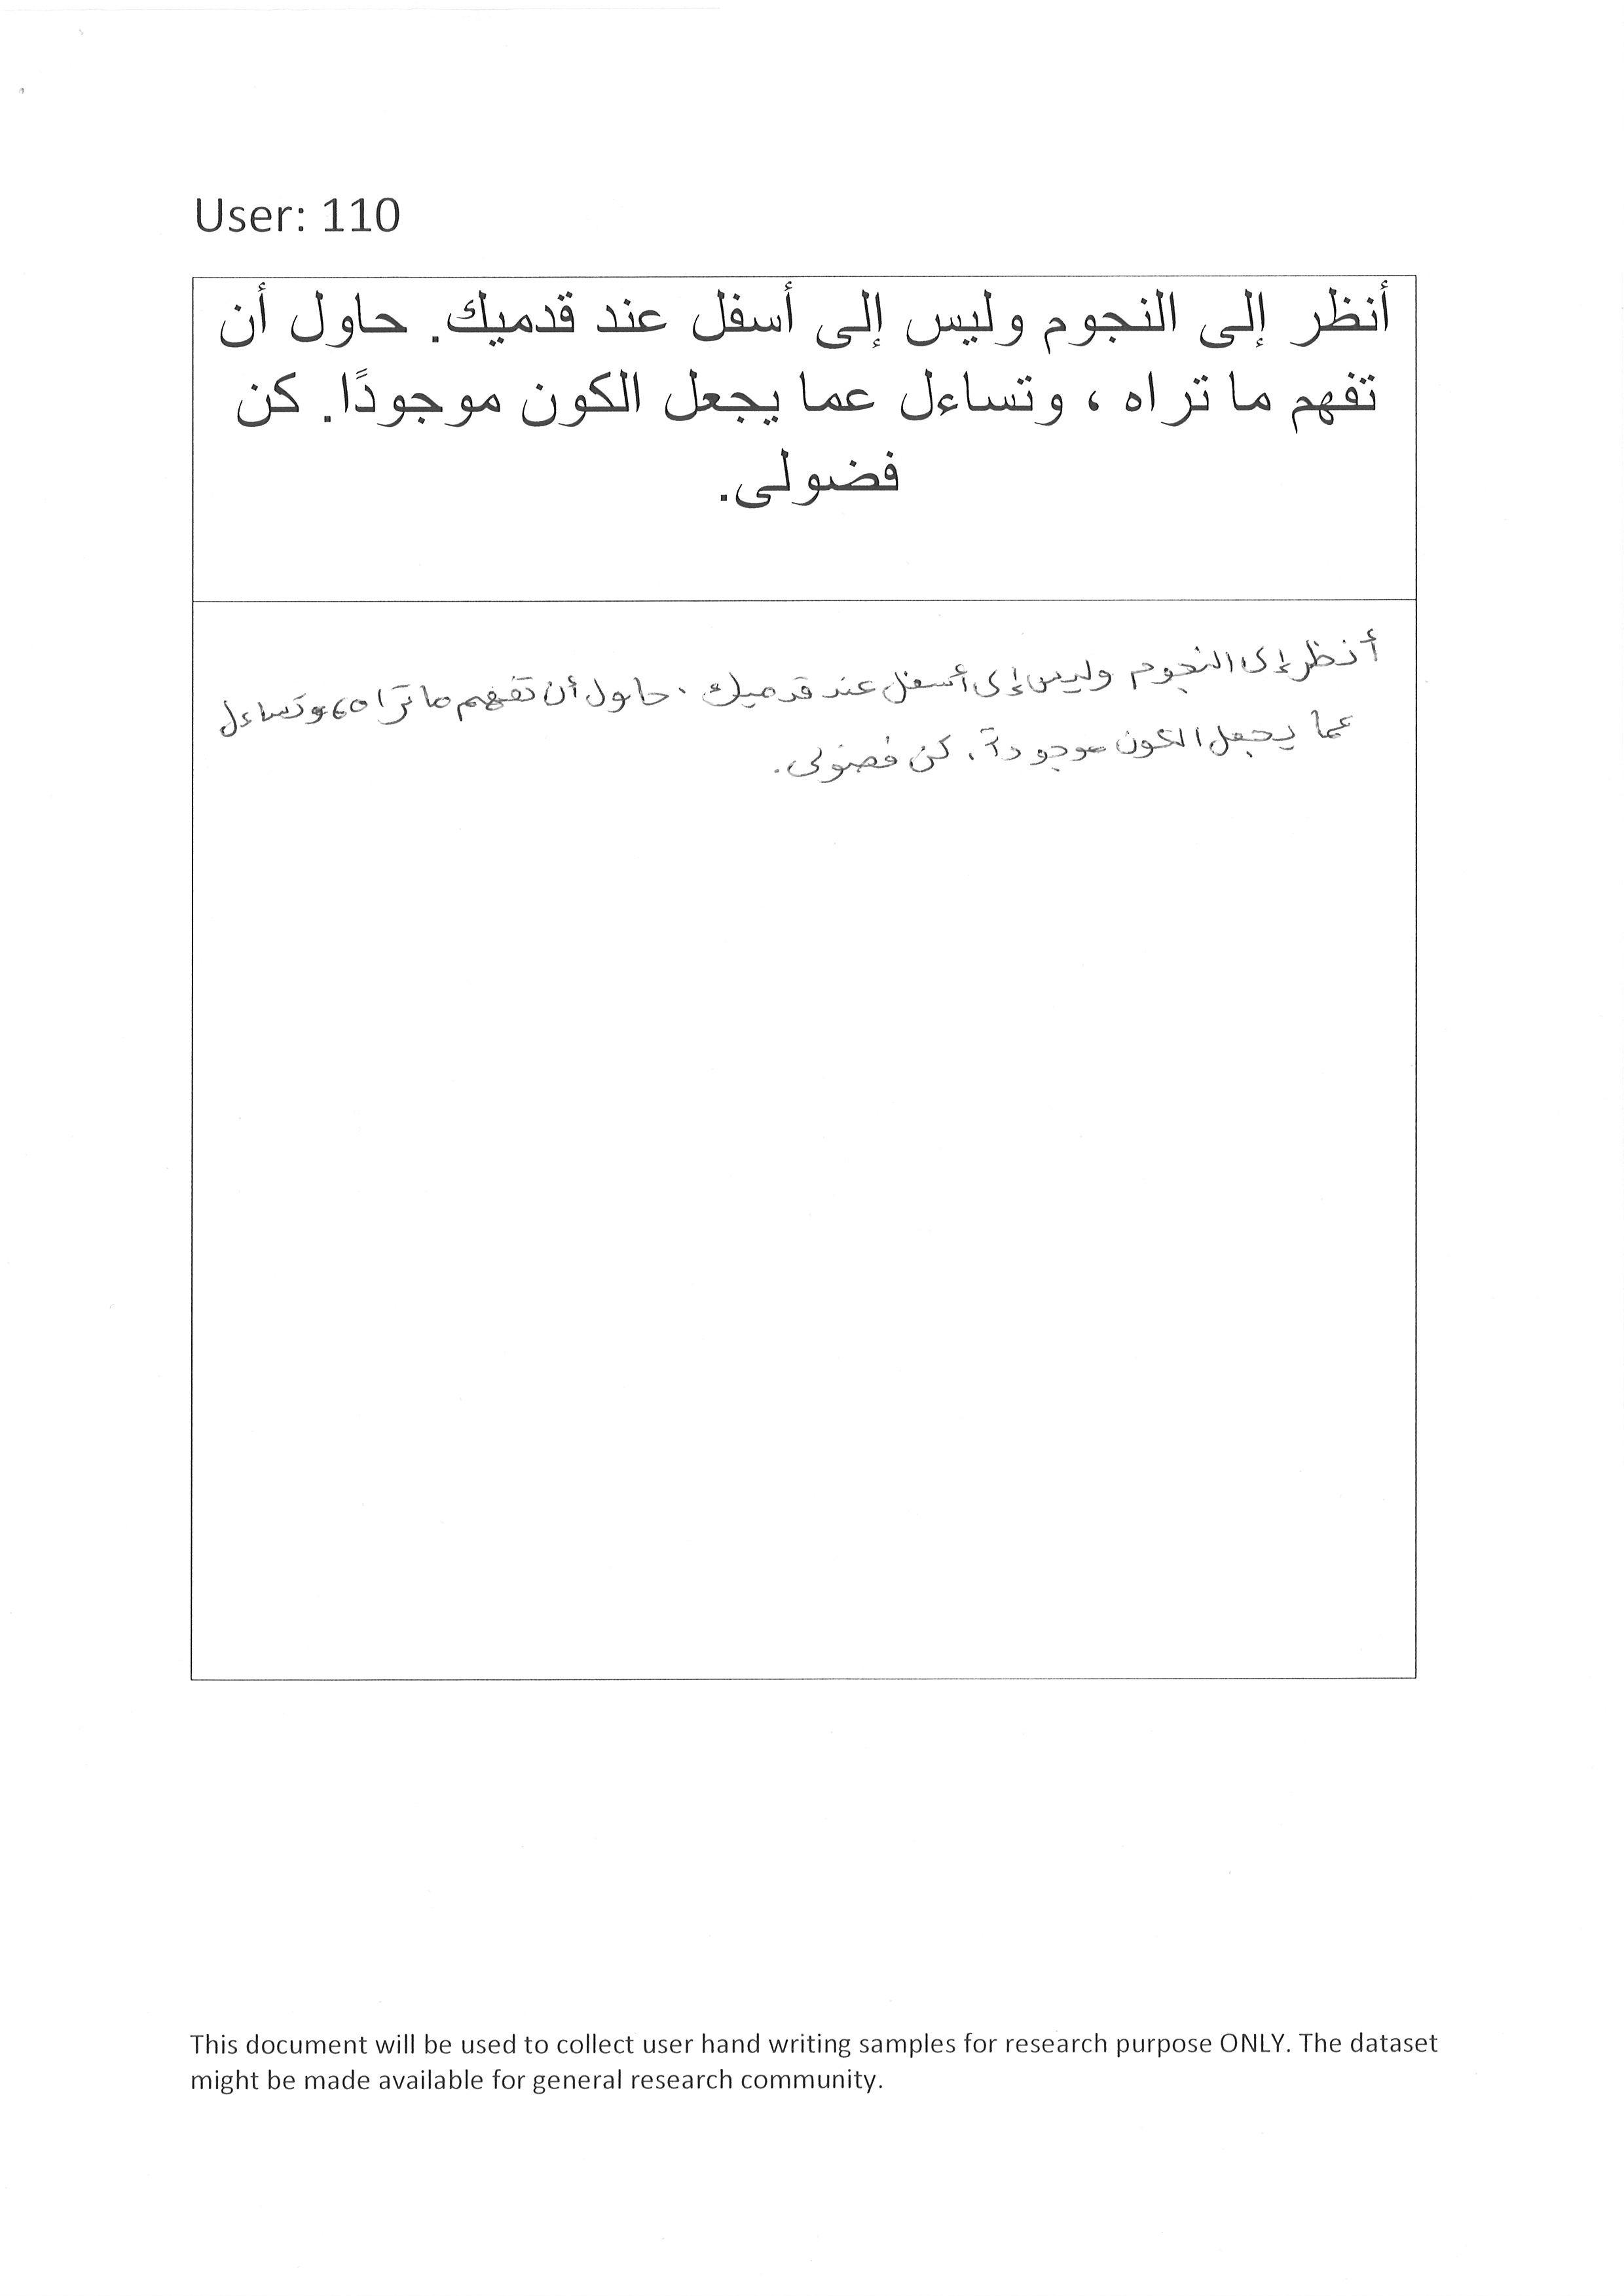 User: 110
أنظر إلى النجوم وليس إلى أسفل عند قدميك. حاول أن
تفهم ما تراه ، وتساءل عما يجعل الكون موجودًا. كن
فضولى.
أنظر إلى النجوم وليس إلى أسفل عند قدميك . حاول أن تفهم ما تراه ، وتساءل
عما يجعل الكون موجوداً . كن فضولى .
This document will be used to collect user hand writing samples for research purpose ONLY. The dataset
might be made available for general research community.